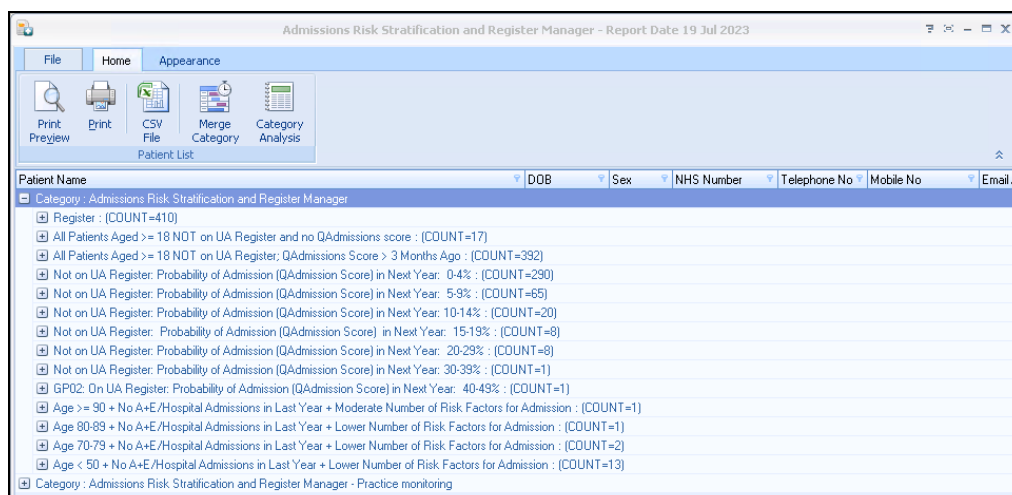 Admissions Risk Stratification and Register Manager - Report Date 19 Jul 2023
File Home Appearance
Print Preview Print CSV File Merge Category Category Analysis
Patient List
Patient Name DOB Sex NHS Number Telephone No Mobile No Email
Category : Admissions Risk Stratification and Register Manager
Register : (COUNT=410)
All Patients Aged >= 18 NOT on UA Register and no QAdmissions score : (COUNT=17)
All Patients Aged >= 18 NOT on UA Register; QAdmissions Score > 3 Months Ago : (COUNT=392)
Not on UA Register: Probability of Admission (QAdmission Score) in Next Year: 0-4% : (COUNT=290)
Not on UA Register: Probability of Admission (QAdmission Score) in Next Year: 5-9% : (COUNT=65)
Not on UA Register: Probability of Admission (QAdmission Score) in Next Year: 10-14% : (COUNT=20)
Not on UA Register: Probability of Admission (QAdmission Score) in Next Year: 15-19% : (COUNT=8)
Not on UA Register: Probability of Admission (QAdmission Score) in Next Year: 20-29% : (COUNT=8)
Not on UA Register: Probability of Admission (QAdmission Score) in Next Year: 30-39% : (COUNT=1)
GP02: On UA Register: Probability of Admission (QAdmission Score) in Next Year: 40-49% : (COUNT=1)
Age >= 90 + No A+E/Hospital Admissions in Last Year + Moderate Number of Risk Factors for Admission : (COUNT=1)
Age 80-89 + No A+E/Hospital Admissions in Last Year + Lower Number of Risk Factors for Admission : (COUNT=1)
Age 70-79 + No A+E/Hospital Admissions in Last Year + Lower Number of Risk Factors for Admission : (COUNT=2)
Age < 50 + No A+E/Hospital Admissions in Last Year + Lower Number of Risk Factors for Admission : (COUNT=13)
Category : Admissions Risk Stratification and Register Manager - Practice monitoring